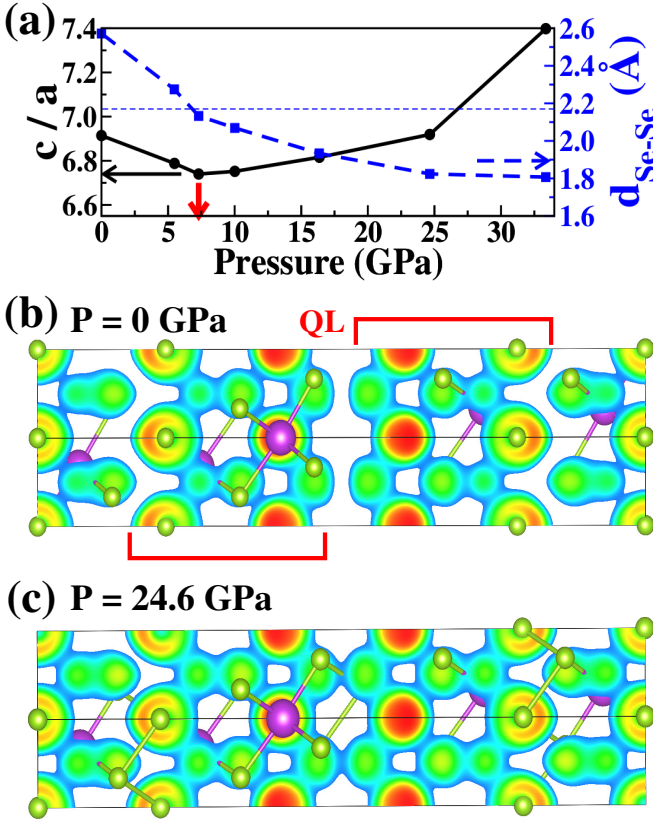 (a)
7.4
7.2
7.0
6.8
6.6
c / a
2.6
2.4
2.2
2.0
1.8
1.6
d Se-Se (Å)
0 5 10 15 20 25 30
Pressure (GPa)
(b) P = 0 GPa QL
(c) P = 24.6 GPa